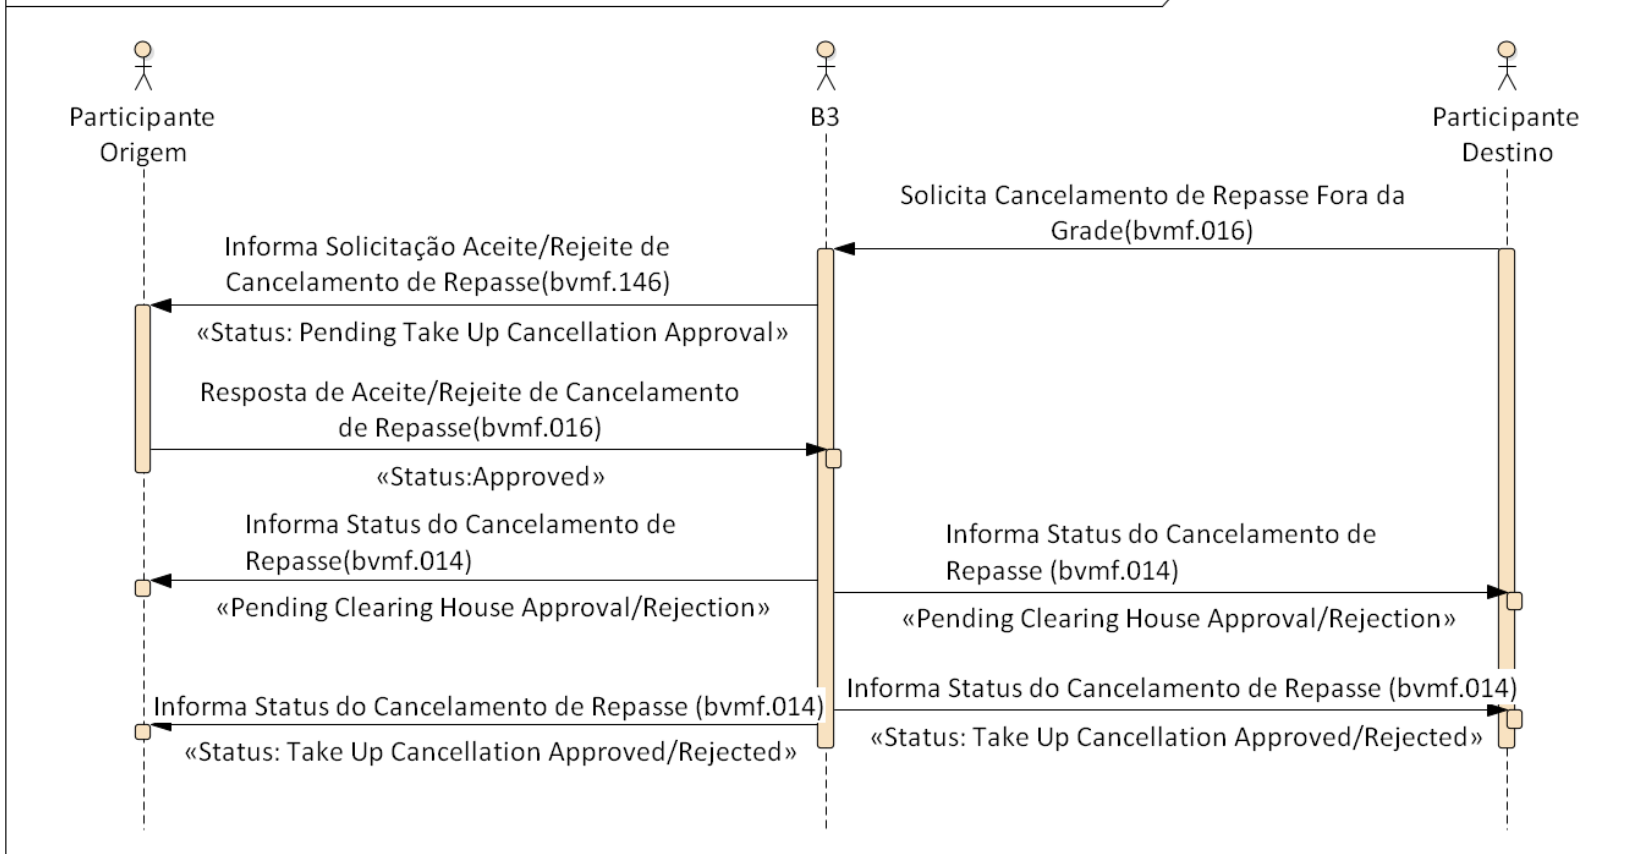 Participante
Origem
B3
Participante
Destino
Solicita Cancelamento de Repasse Fora da
Grade(bvmf.016)
Informa Solicitação Aceite/Rejeite de
Cancelamento de Repasse(bvmf.146)
«Status: Pending Take Up Cancellation Approval»
Resposta de Aceite/Rejeite de Cancelamento
de Repasse(bvmf.016)
«Status:Approved»
Informa Status do Cancelamento de
Repasse(bvmf.014)
«Pending Clearing House Approval/Rejection»
Informa Status do Cancelamento de
Repasse (bvmf.014)
«Pending Clearing House Approval/Rejection»
Informa Status do Cancelamento de Repasse (bvmf.014)
«Status: Take Up Cancellation Approved/Rejected»
Informa Status do Cancelamento de Repasse (bvmf.014)
«Status: Take Up Cancellation Approved/Rejected»